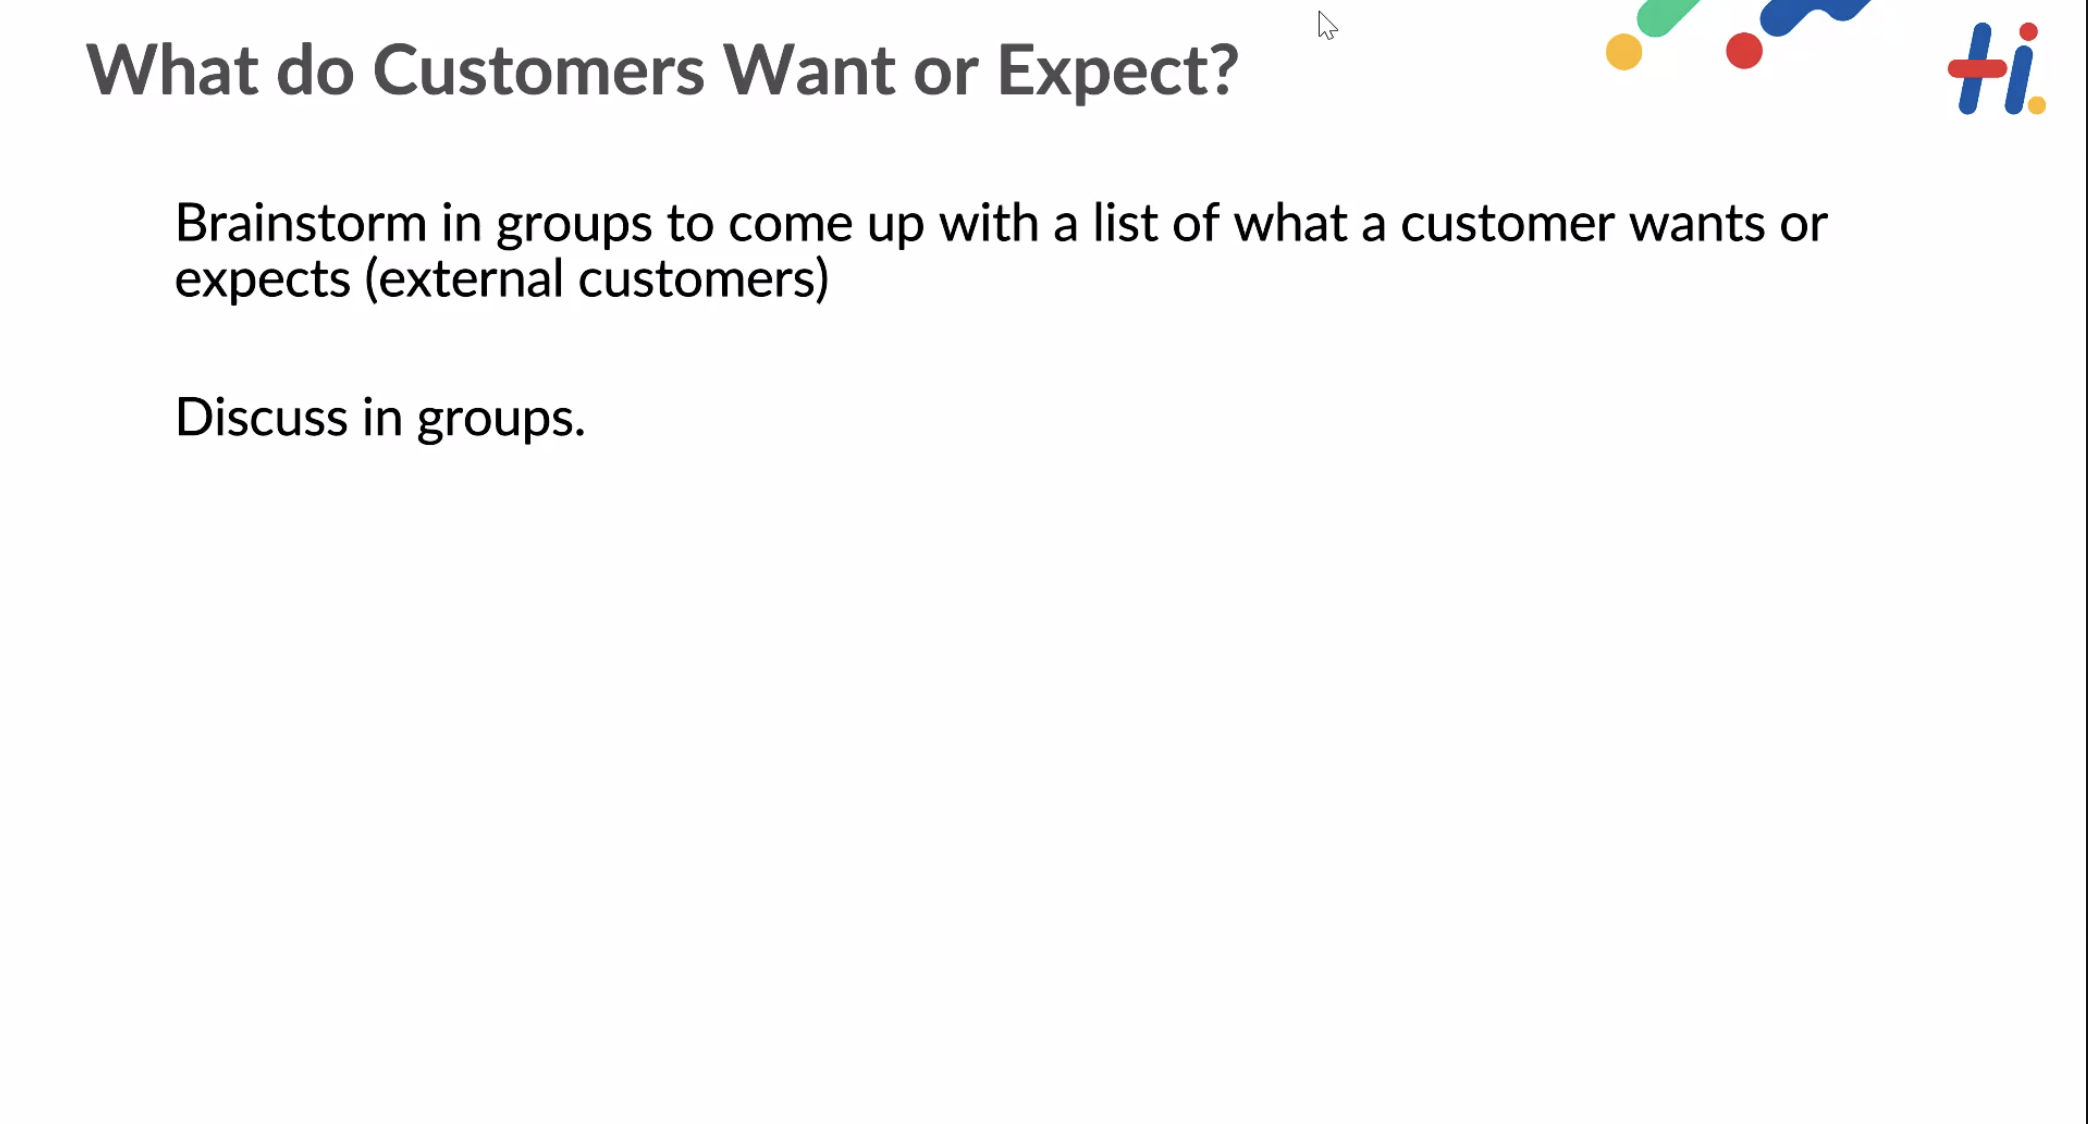 What do Customers Want or Expect?
Hi.
Brainstorm in groups to come up with a list of what a customer wants or
expects (external customers)
Discuss in groups.